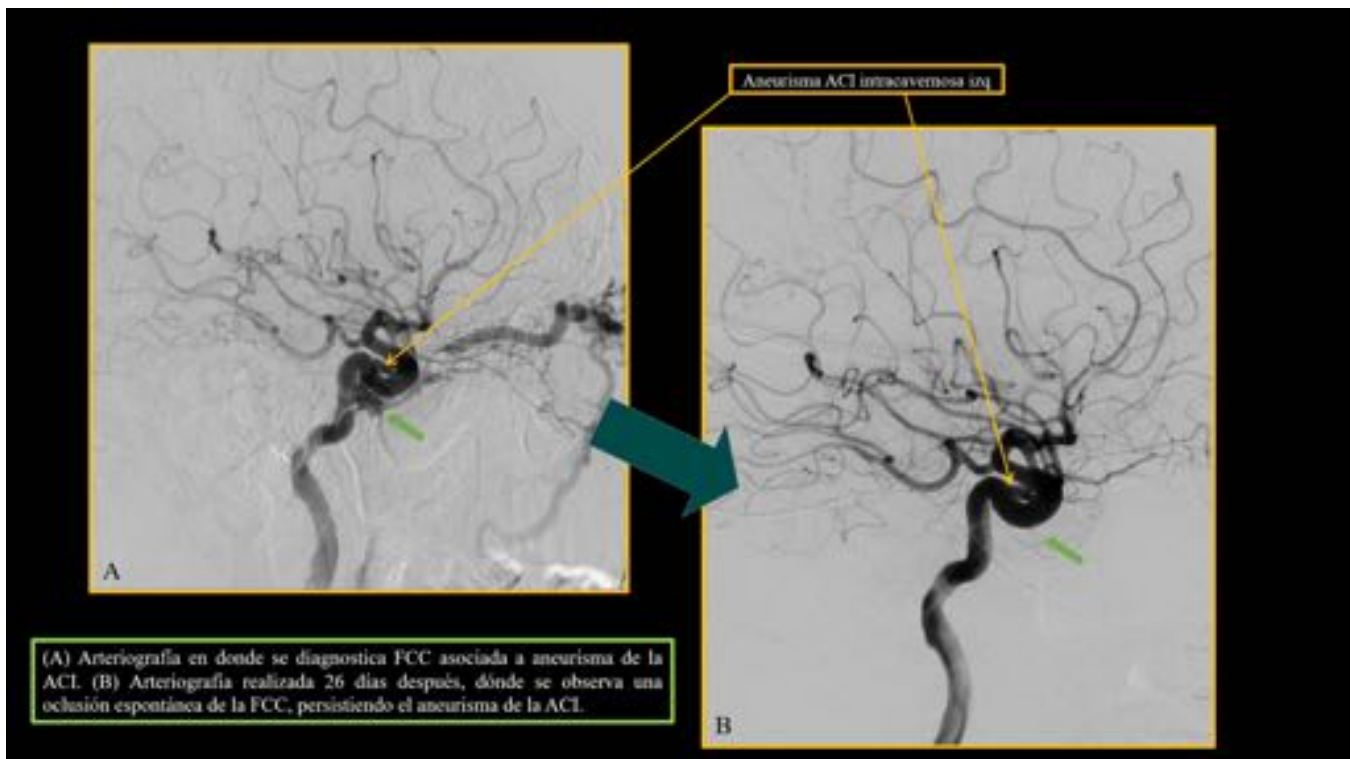 Aneurisma ACI intracavernosa izq
A
B
(A) Arteriografía en donde se diagnostica FCC asociada a aneurisma de la
ACI. (B) Arteriografía realizada 26 días después, dónde se observa una
oclusión espontánea de la FCC, persistiendo el aneurisma de la ACI.